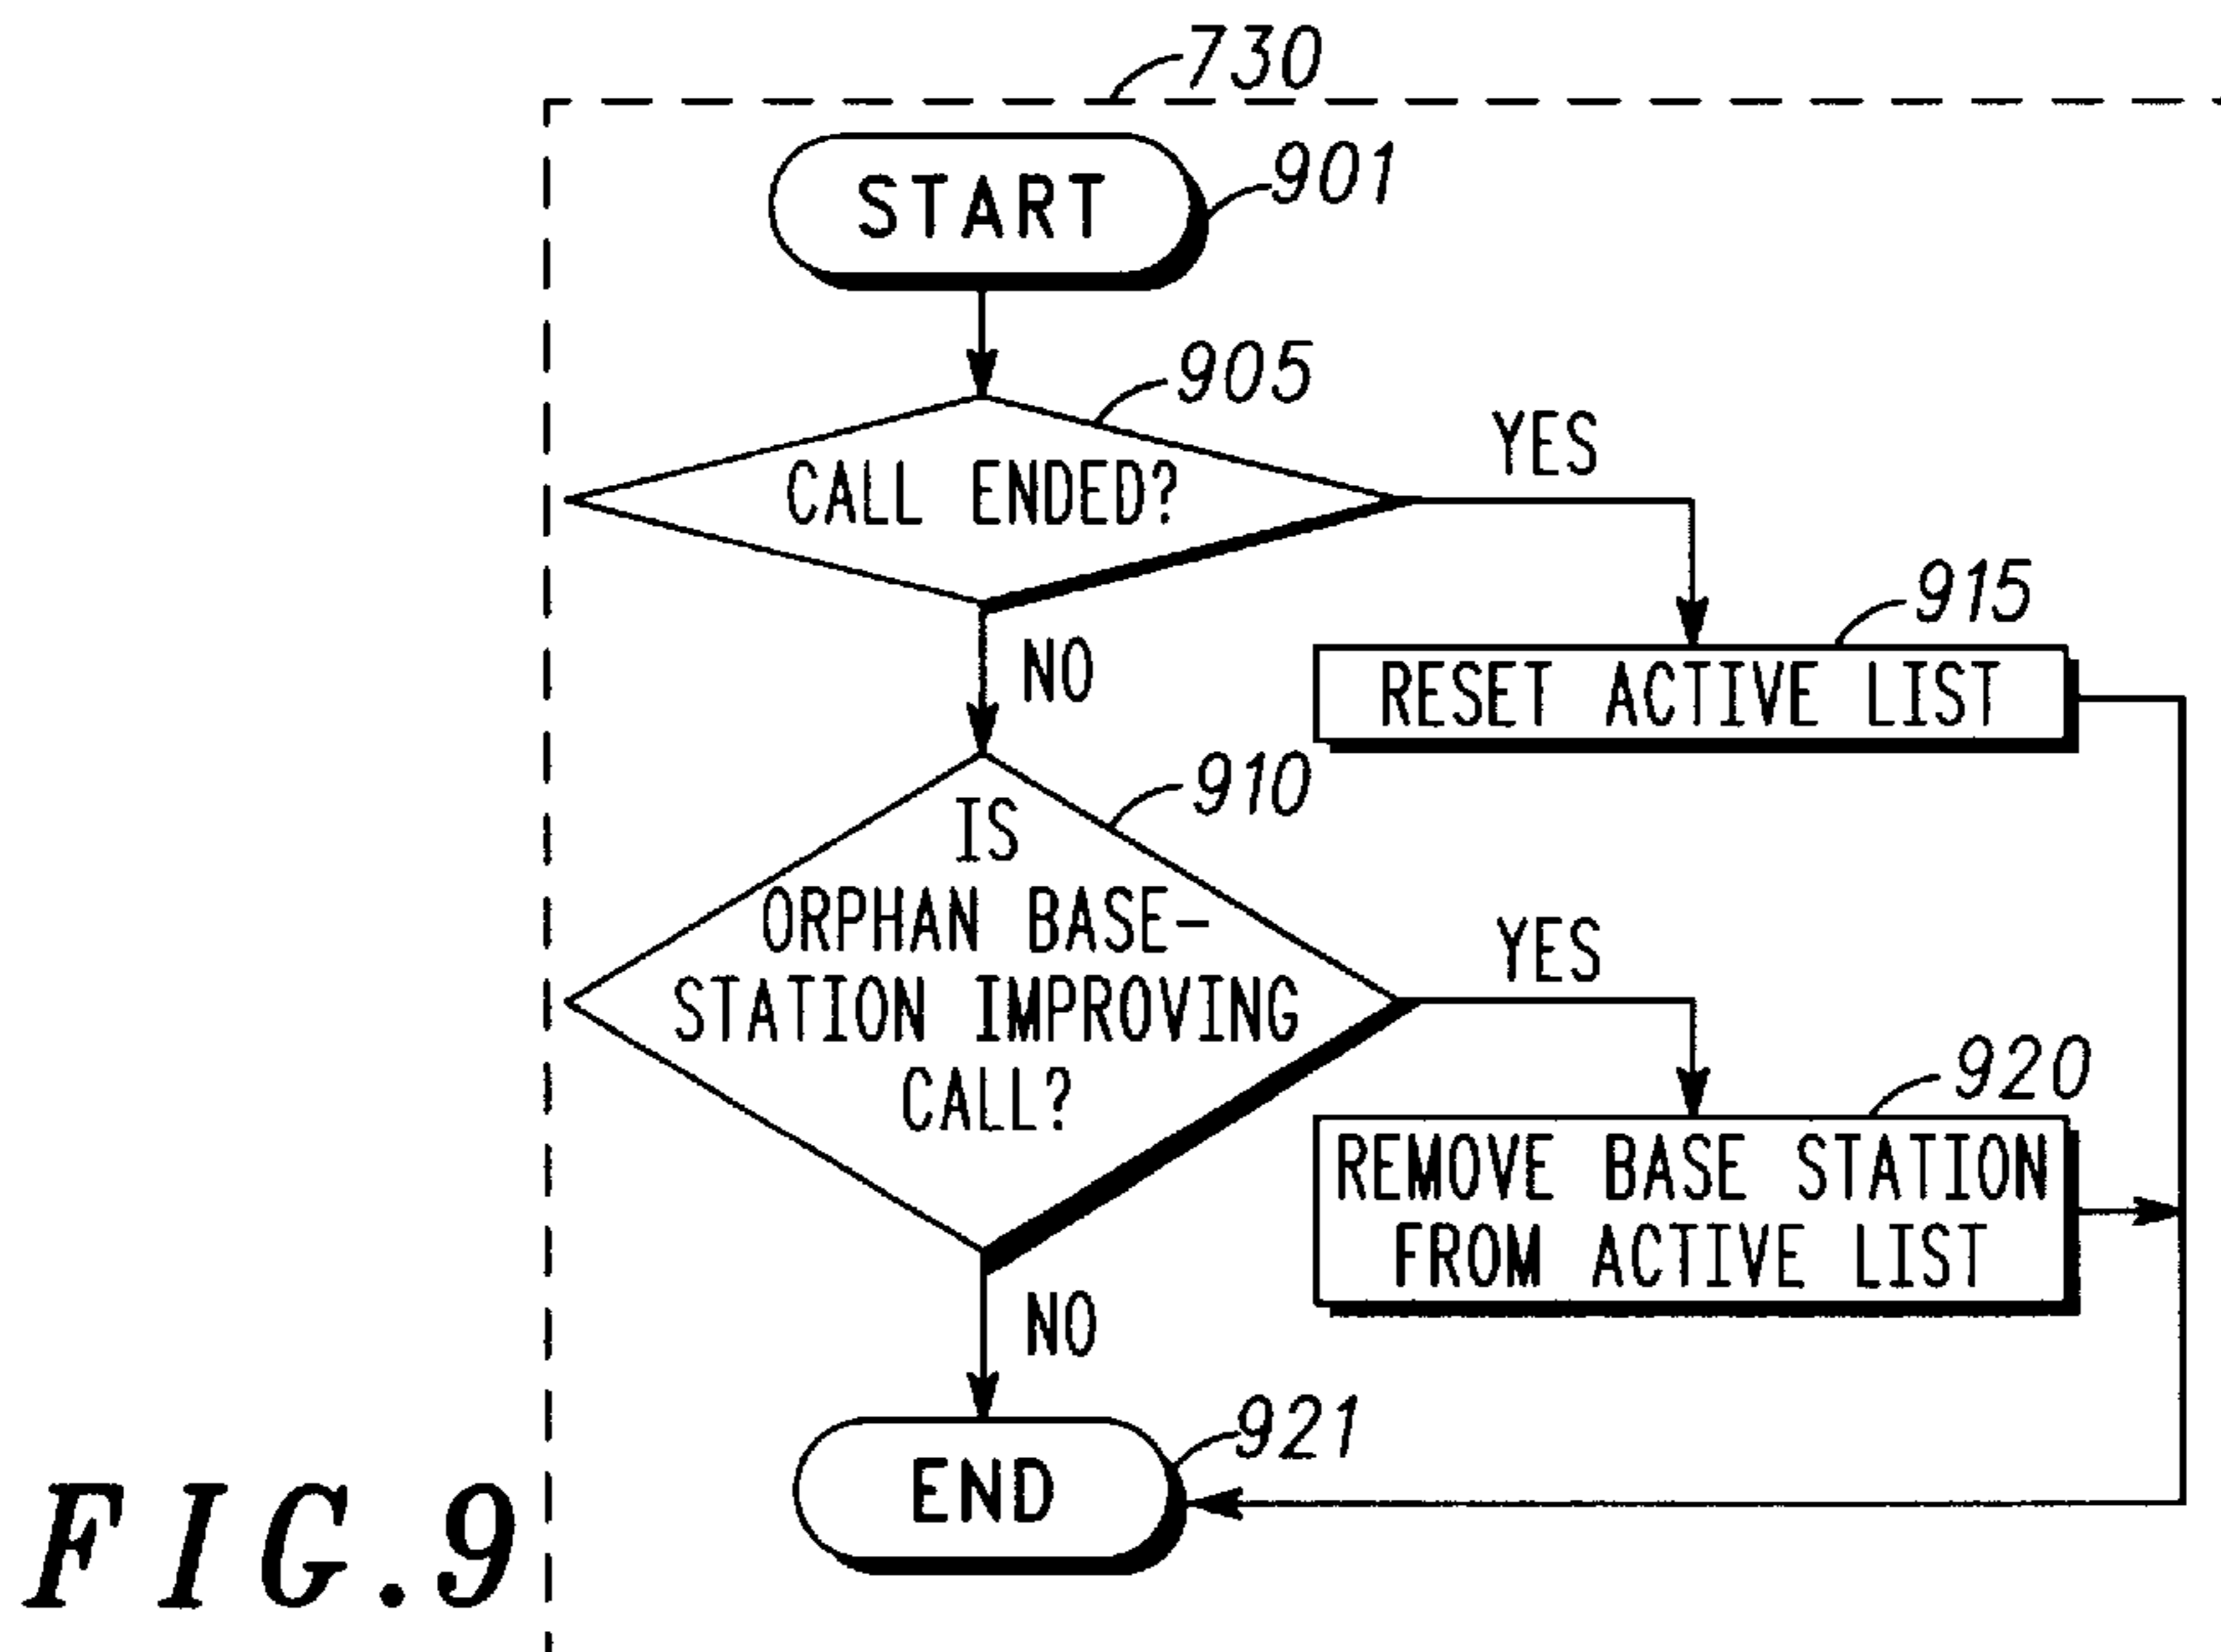 730
START
901
905
CALL ENDED?
YES
NO
915
RESET ACTIVE LIST
910
IS
ORPHAN BASE-
STATION IMPROVING
CALL?
YES
920
REMOVE BASE STATION
FROM ACTIVE LIST
NO
921
END
FIG.9